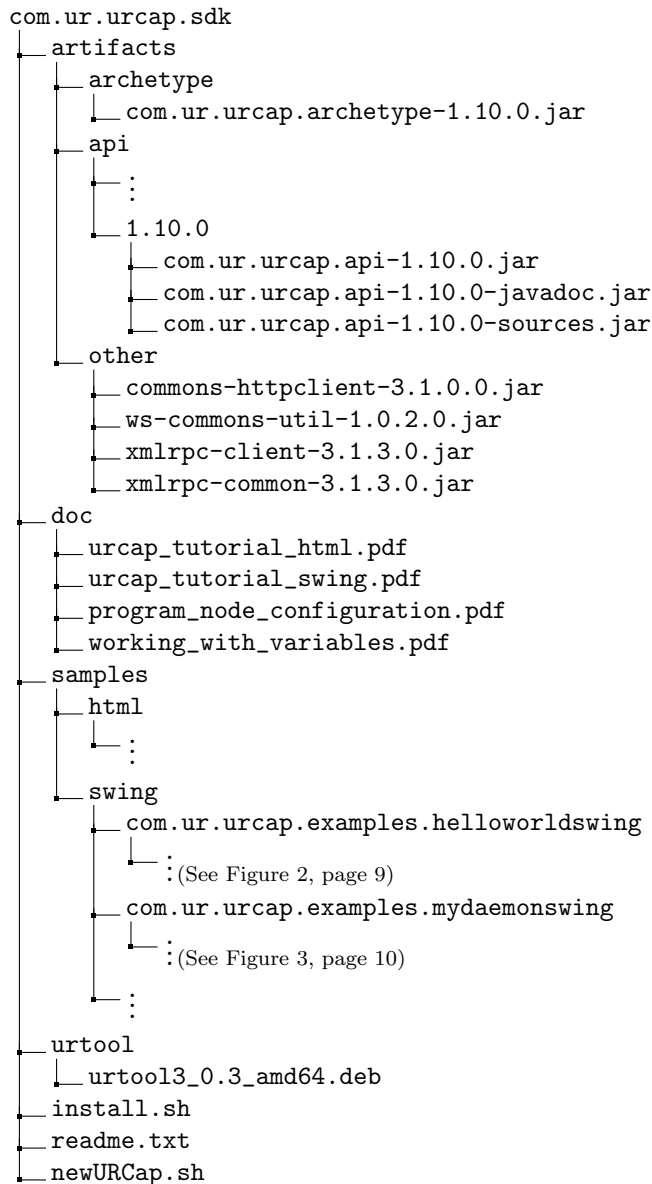 com.ur.urcap.sdk
artifacts
archetype
com.ur.urcap.archetype-1.10.0.jar
api
⋮
1.10.0
com.ur.urcap.api-1.10.0.jar
com.ur.urcap.api-1.10.0-javadoc.jar
com.ur.urcap.api-1.10.0-sources.jar
other
commons-httpclient-3.1.0.0.jar
ws-commons-util-1.0.2.0.jar
xmlrpc-client-3.1.3.0.jar
xmlrpc-common-3.1.3.0.jar
doc
urcap_tutorial_html.pdf
urcap_tutorial_swing.pdf
program_node_configuration.pdf
working_with_variables.pdf
samples
html
⋮
swing
com.ur.urcap.examples.helloworldswing
⋮(See Figure 2, page 9)
com.ur.urcap.examples.mydaemonswing
⋮(See Figure 3, page 10)
⋮
urtool
urtool3_0.3_amd64.deb
install.sh
readme.txt
newURCap.sh